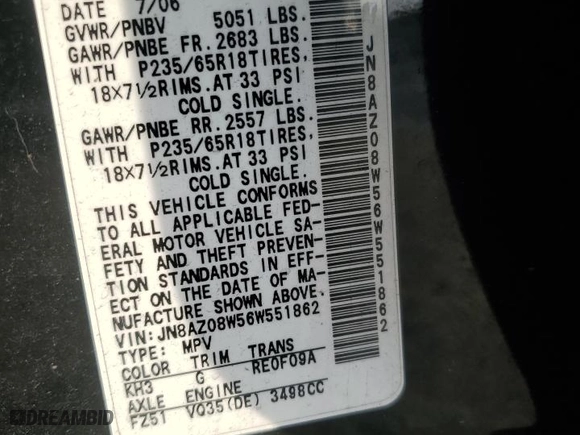 DATE 7/06
GVWR/PNBV 5051 LBS.
GAWR/PNBE FR. 2683 LBS.
WITH P235/65R18TIRES,
18X7½RIMS.AT 33 PSI
COLD SINGLE.
GAWR/PNBE RR. 2557 LBS.
WITH P235/65R18TIRES,
18X7½RIMS.AT 33 PSI
COLD SINGLE.
THIS VEHICLE CONFORMS
TO ALL APPLICABLE FED-
ERAL MOTOR VEHICLE SA-
FETY AND THEFT PREVEN-
TION STANDARDS IN EFF-
ECT ON THE DATE OF MA-
NUFACTURE SHOWN ABOVE.
VIN:JN8AZ08W56W551862
TYPE: MPV
COLOR TRIM TRANS
KH3 G RE0F09A
AXLE ENGINE
FZ51 VQ35(DE) 3498CC
JN8AZ08W56W551862
DREAMBID